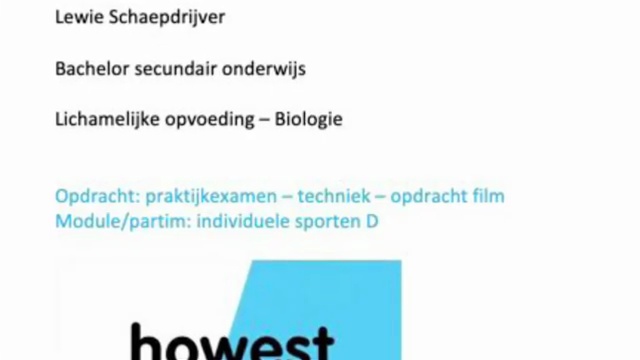 Lewie Schaepdrijver
Bachelor secundair onderwijs
Lichamelijke opvoeding – Biologie
Opdracht: praktijkexamen – techniek – opdracht film
Module/partim: individuele sporten D
howest